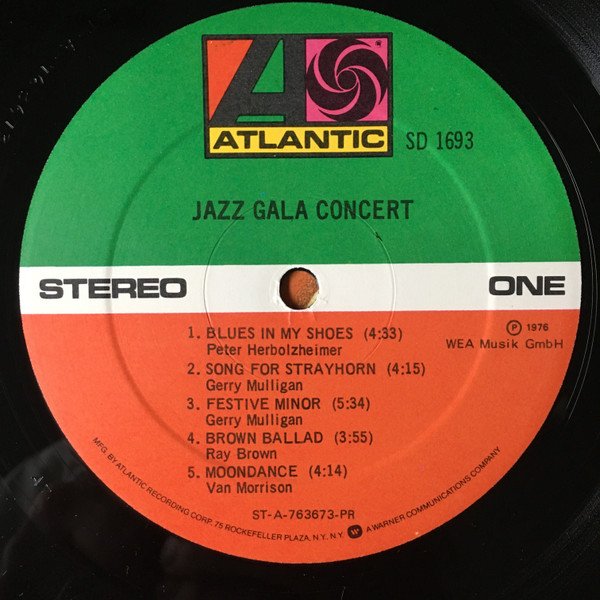 ATLANTIC
SD 1693
JAZZ GALA CONCERT
STEREO
ONE
1. BLUES IN MY SHOES (4:33)
Peter Herbolzheimer
2. SONG FOR STRAYHORN (4:15)
Gerry Mulligan
3. FESTIVE MINOR (5:34)
Gerry Mulligan
4. BROWN BALLAD (3:55)
Ray Brown
5. MOONDANCE (4:14)
Van Morrison
℗ 1976
WEA Musik GmbH
ST-A-763673-PR
MFG. BY ATLANTIC RECORDING CORP. 75 ROCKEFELLER PLAZA, N.Y. N.Y. A WARNER COMMUNICATIONS COMPANY